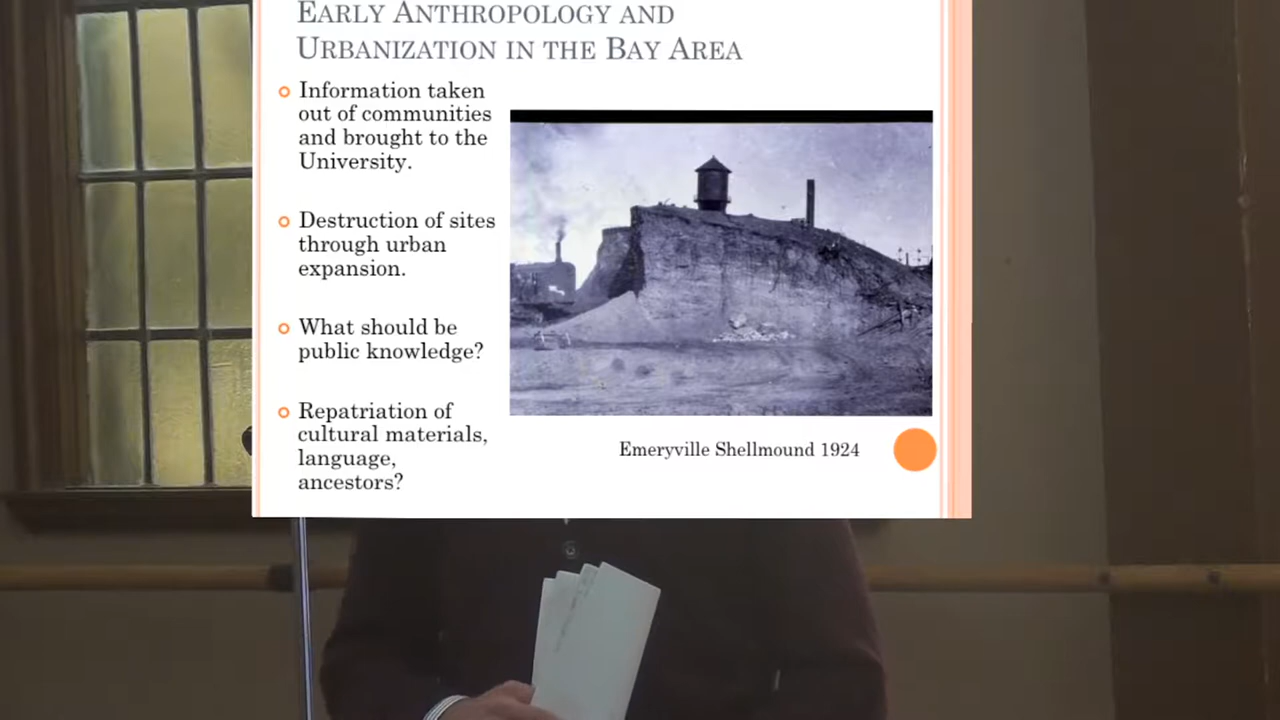 EARLY ANTHROPOLOGY AND
URBANIZATION IN THE BAY AREA
Information taken
out of communities
and brought to the
University.
Destruction of sites
through urban
expansion.
What should be
public knowledge?
Repatriation of
cultural materials,
language,
ancestors?
Emeryville Shellmound 1924